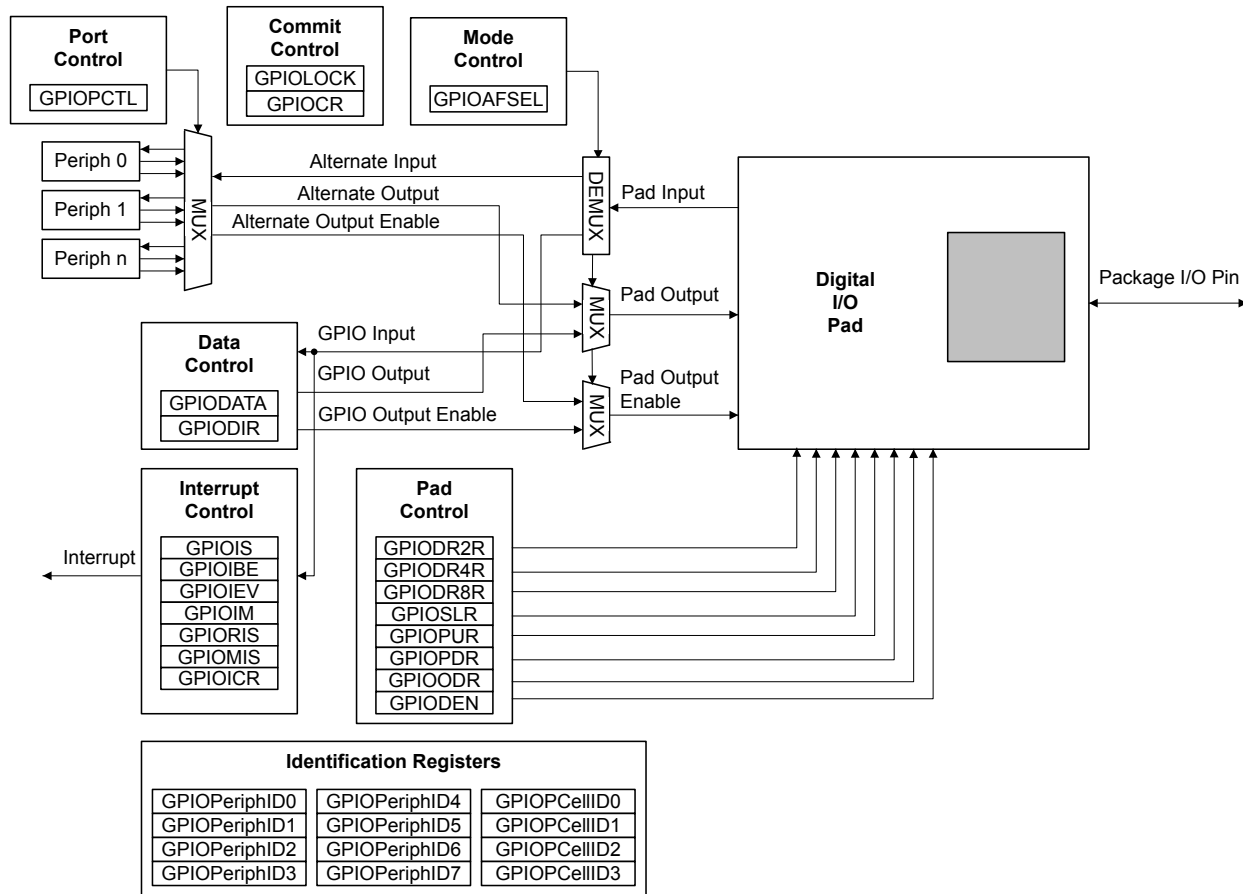 Port
Control
GPIOPCTL
Commit
Control
GPIOLOCK
GPIOCR
Mode
Control
GPIOAFSEL
Periph 0
Periph 1
Periph n
MUX
Alternate Input
Alternate Output
Alternate Output Enable
DEMUX
Pad Input
MUX
Pad Output
MUX
Pad Output
Enable
Digital
I/O
Pad
Package I/O Pin
Data
Control
GPIODATA
GPIODIR
GPIO Input
GPIO Output
GPIO Output Enable
Interrupt
Control
GPIOIS
GPIOIBE
GPIOIEV
GPIOIM
GPIORIS
GPIOMIS
GPIOICR
Interrupt
Pad
Control
GPIODR2R
GPIODR4R
GPIODR8R
GPIOSLR
GPIOPUR
GPIOPDR
GPIOODR
GPIODEN
Identification Registers
GPIOPeriphID0 GPIOPeriphID4 GPIOPCellID0
GPIOPeriphID1 GPIOPeriphID5 GPIOPCellID1
GPIOPeriphID2 GPIOPeriphID6 GPIOPCellID2
GPIOPeriphID3 GPIOPeriphID7 GPIOPCellID3